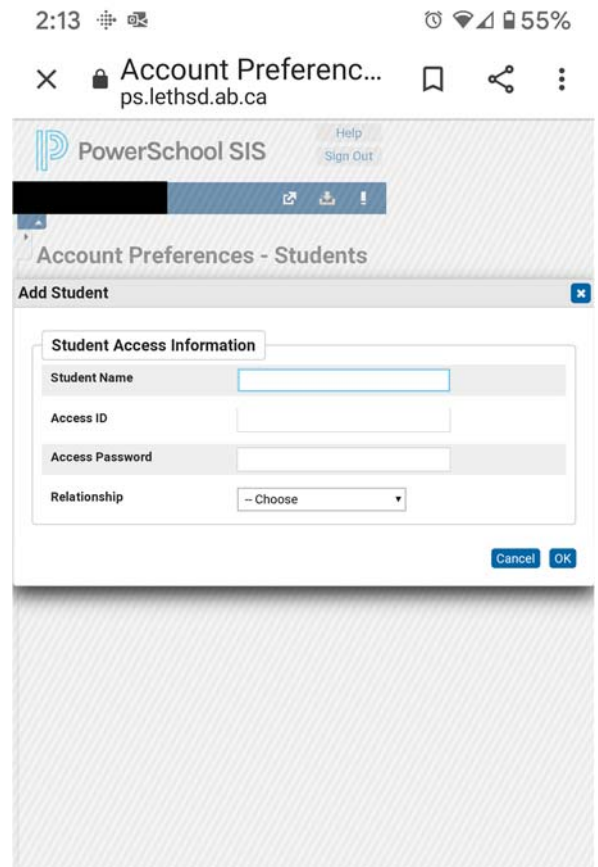 2:13 55%
Account Preferenc...
ps.lethsd.ab.ca
PowerSchool SIS
Help
Sign Out
Account Preferences - Students
Add Student
Student Access Information
Student Name
Access ID
Access Password
Relationship -- Choose
Cancel OK